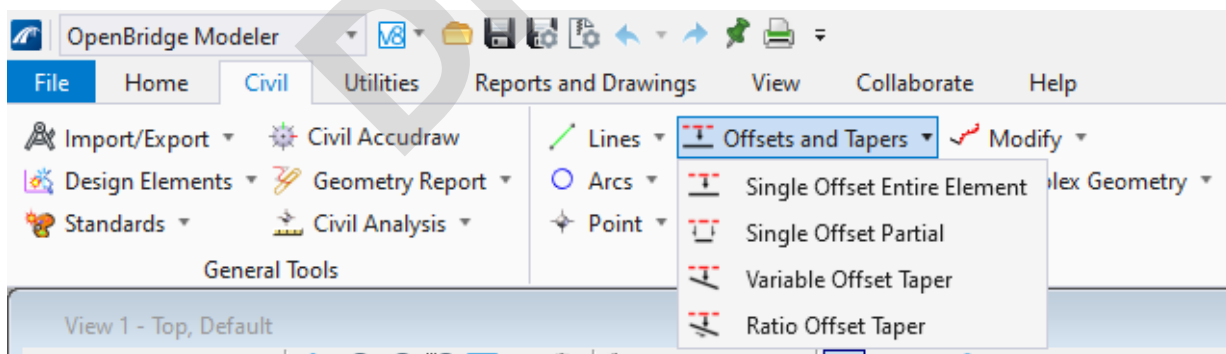 OpenBridge Modeler
File Home Civil Utilities Reports and Drawings View Collaborate Help
Import/Export Civil Accudraw Lines Offsets and Tapers Modify
Design Elements Geometry Report Arcs Single Offset Entire Element Geometry
Standards Civil Analysis Point Single Offset Partial
General Tools Variable Offset Taper
View 1 - Top, Default Ratio Offset Taper